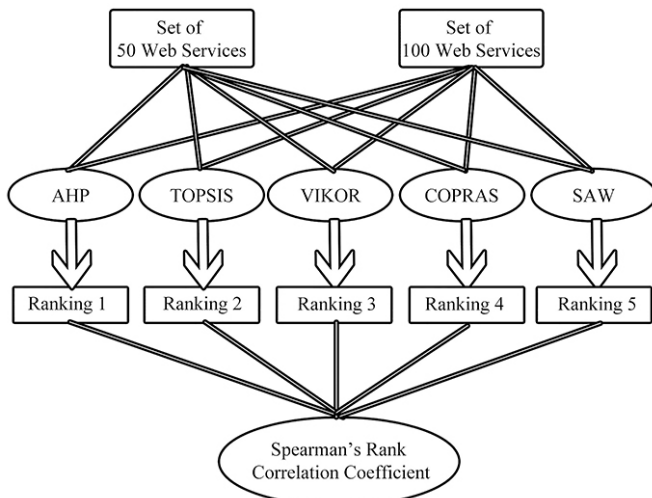 Set of
50 Web Services
Set of
100 Web Services
AHP
TOPSIS
VIKOR
COPRAS
SAW
Ranking 1
Ranking 2
Ranking 3
Ranking 4
Ranking 5
Spearman's Rank
Correlation Coefficient